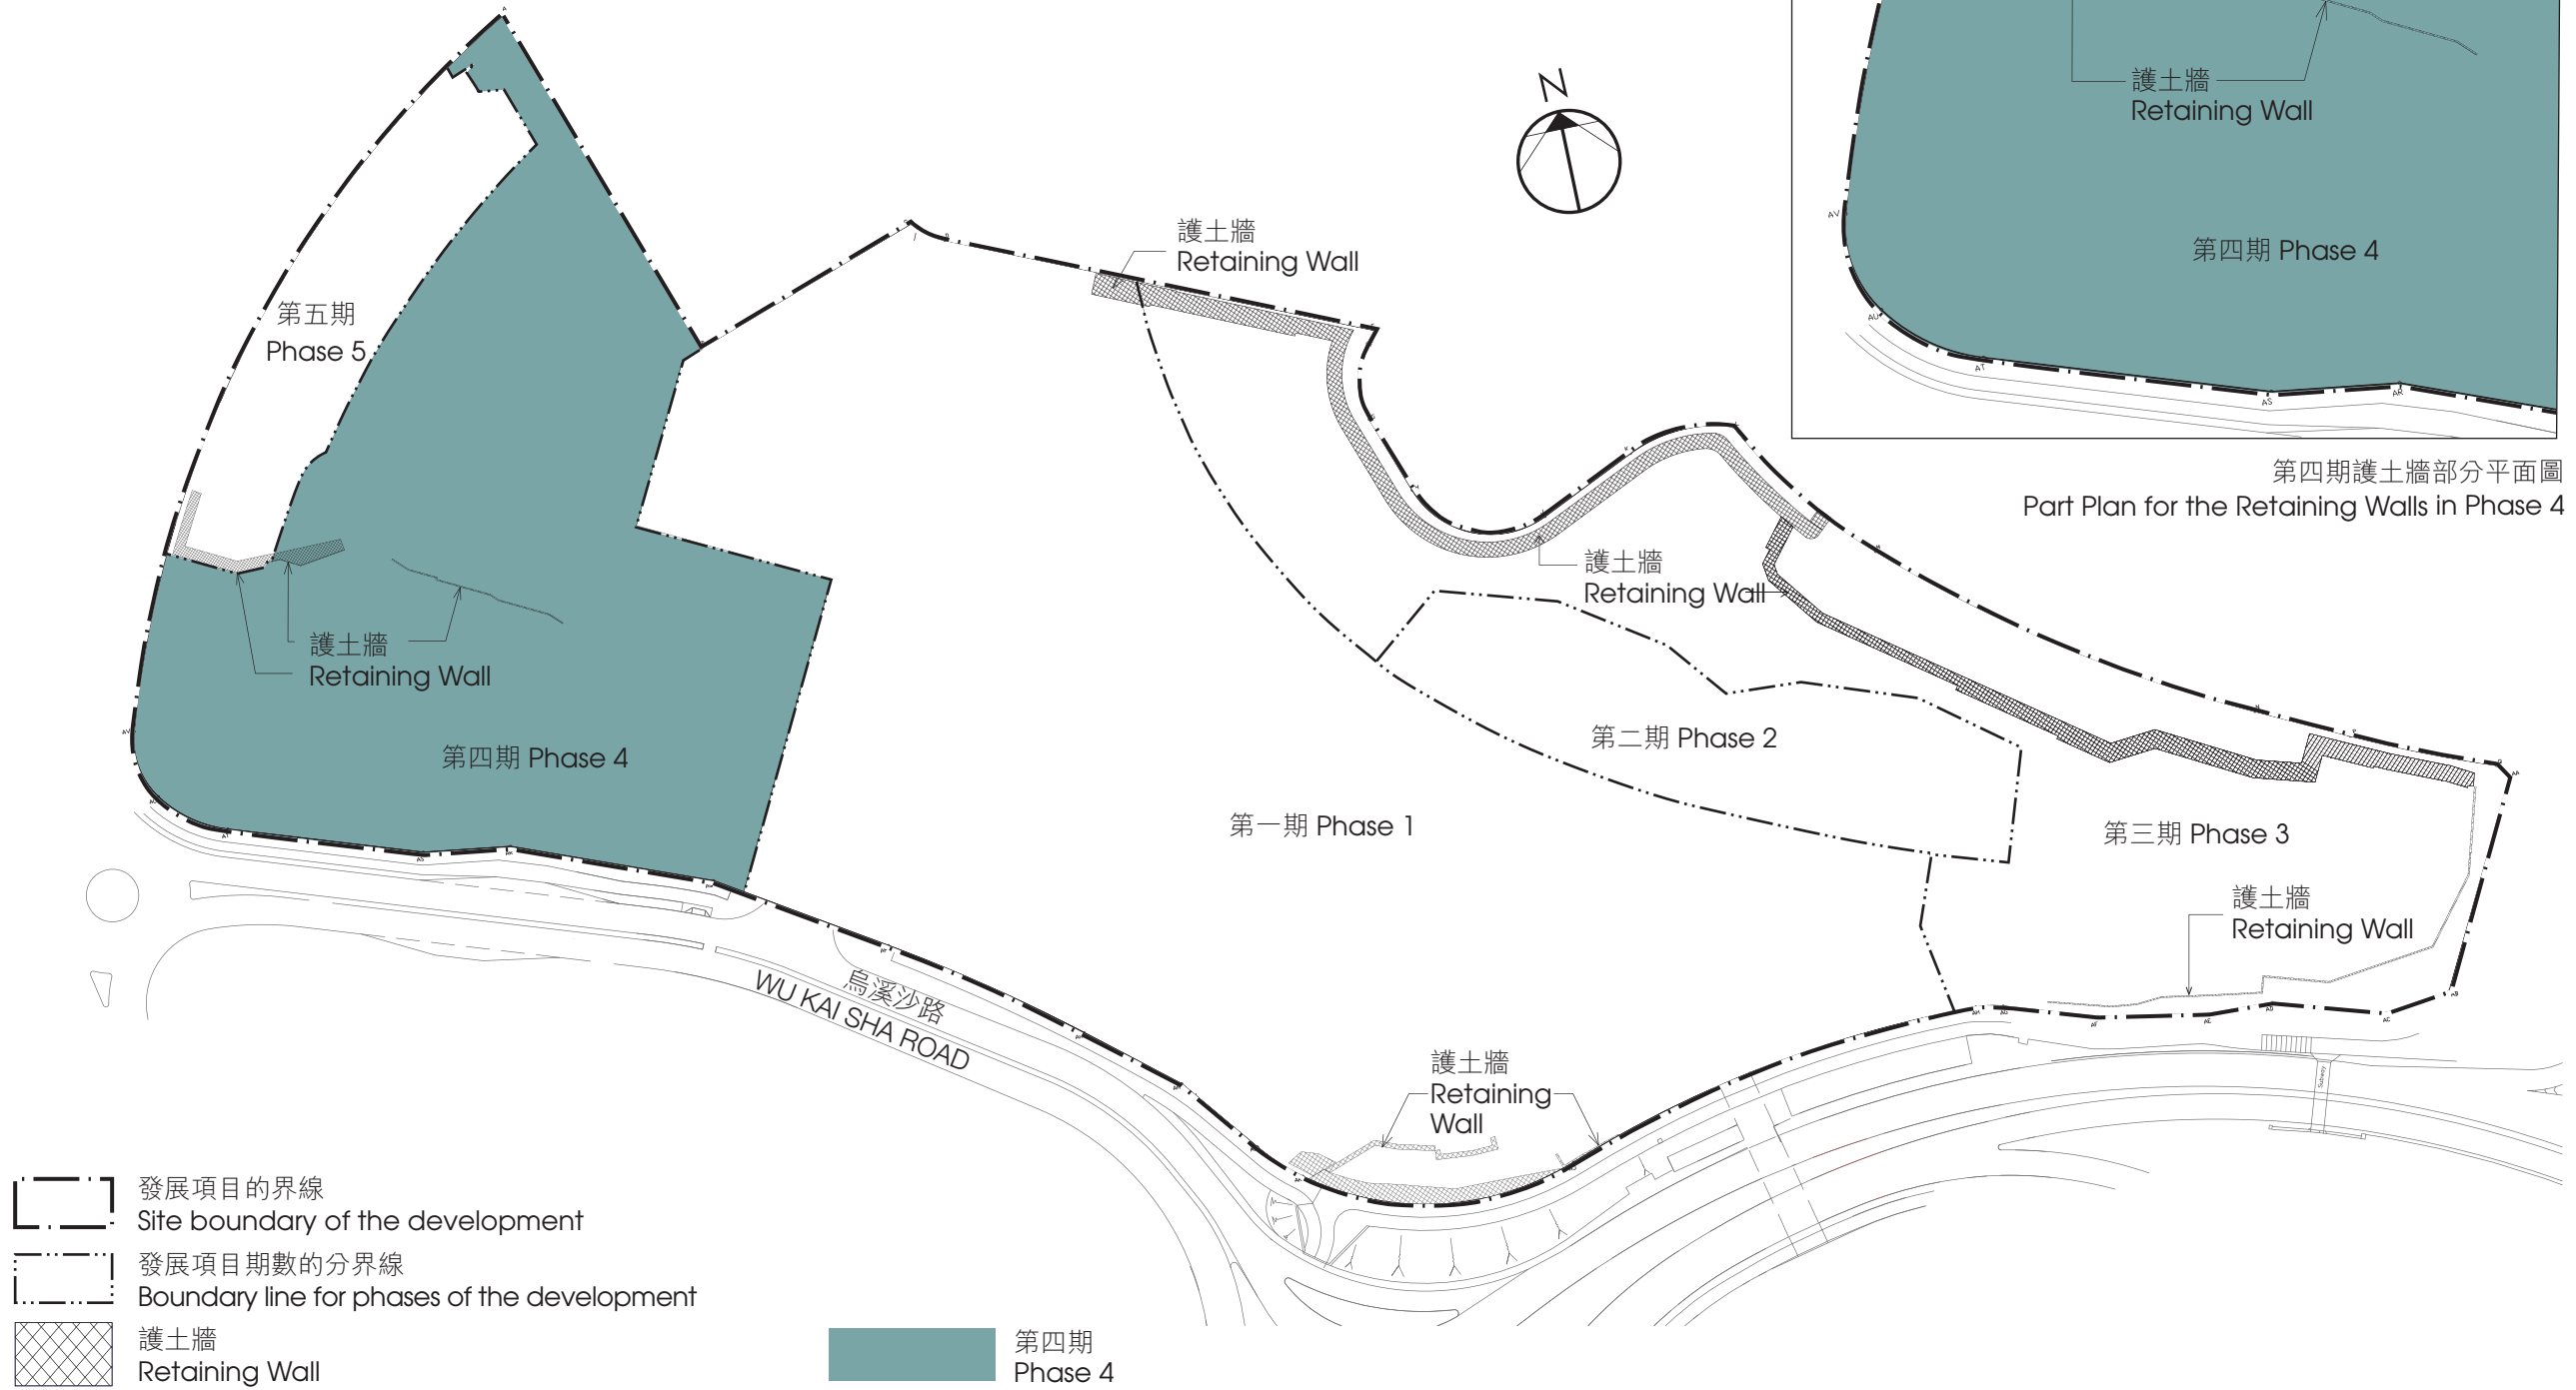 N
護土牆
Retaining Wall
第四期 Phase 4
AV
AU
AT
AS
AR
第四期護土牆部分平面圖
Part Plan for the Retaining Walls in Phase 4
護土牆
Retaining Wall
第五期
Phase 5
護土牆
Retaining Wall
護土牆
Retaining Wall
第四期 Phase 4
第二期 Phase 2
第一期 Phase 1
第三期 Phase 3
護土牆
Retaining Wall
烏溪沙路
WU KAI SHA ROAD
護土牆
Retaining
Wall
Subway
發展項目的界線
Site boundary of the development
發展項目期數的分界線
Boundary line for phases of the development
護土牆
Retaining Wall
第四期
Phase 4